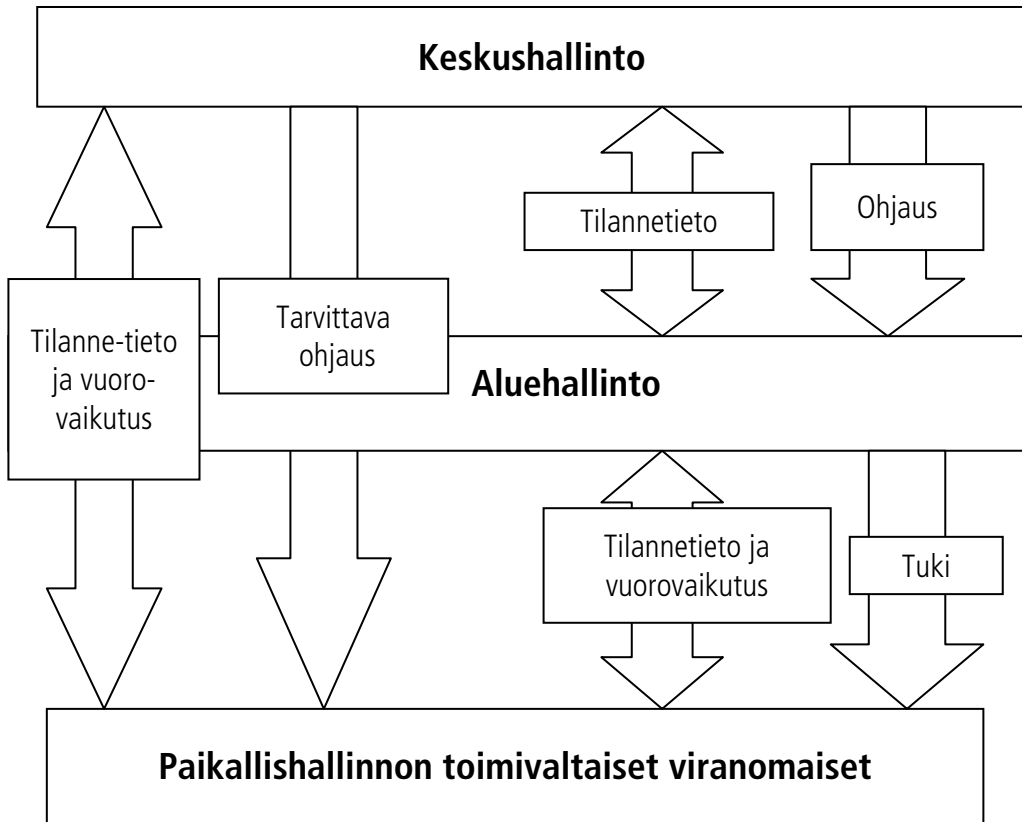 Keskushallinto
Tilannetieto
Ohjaus
Tilanne-tieto
ja vuoro-
vaikutus
Tarvittava
ohjaus
Aluehallinto
Tilannetieto ja
vuorovaikutus
Tuki
Paikallishallinnon toimivaltaiset viranomaiset